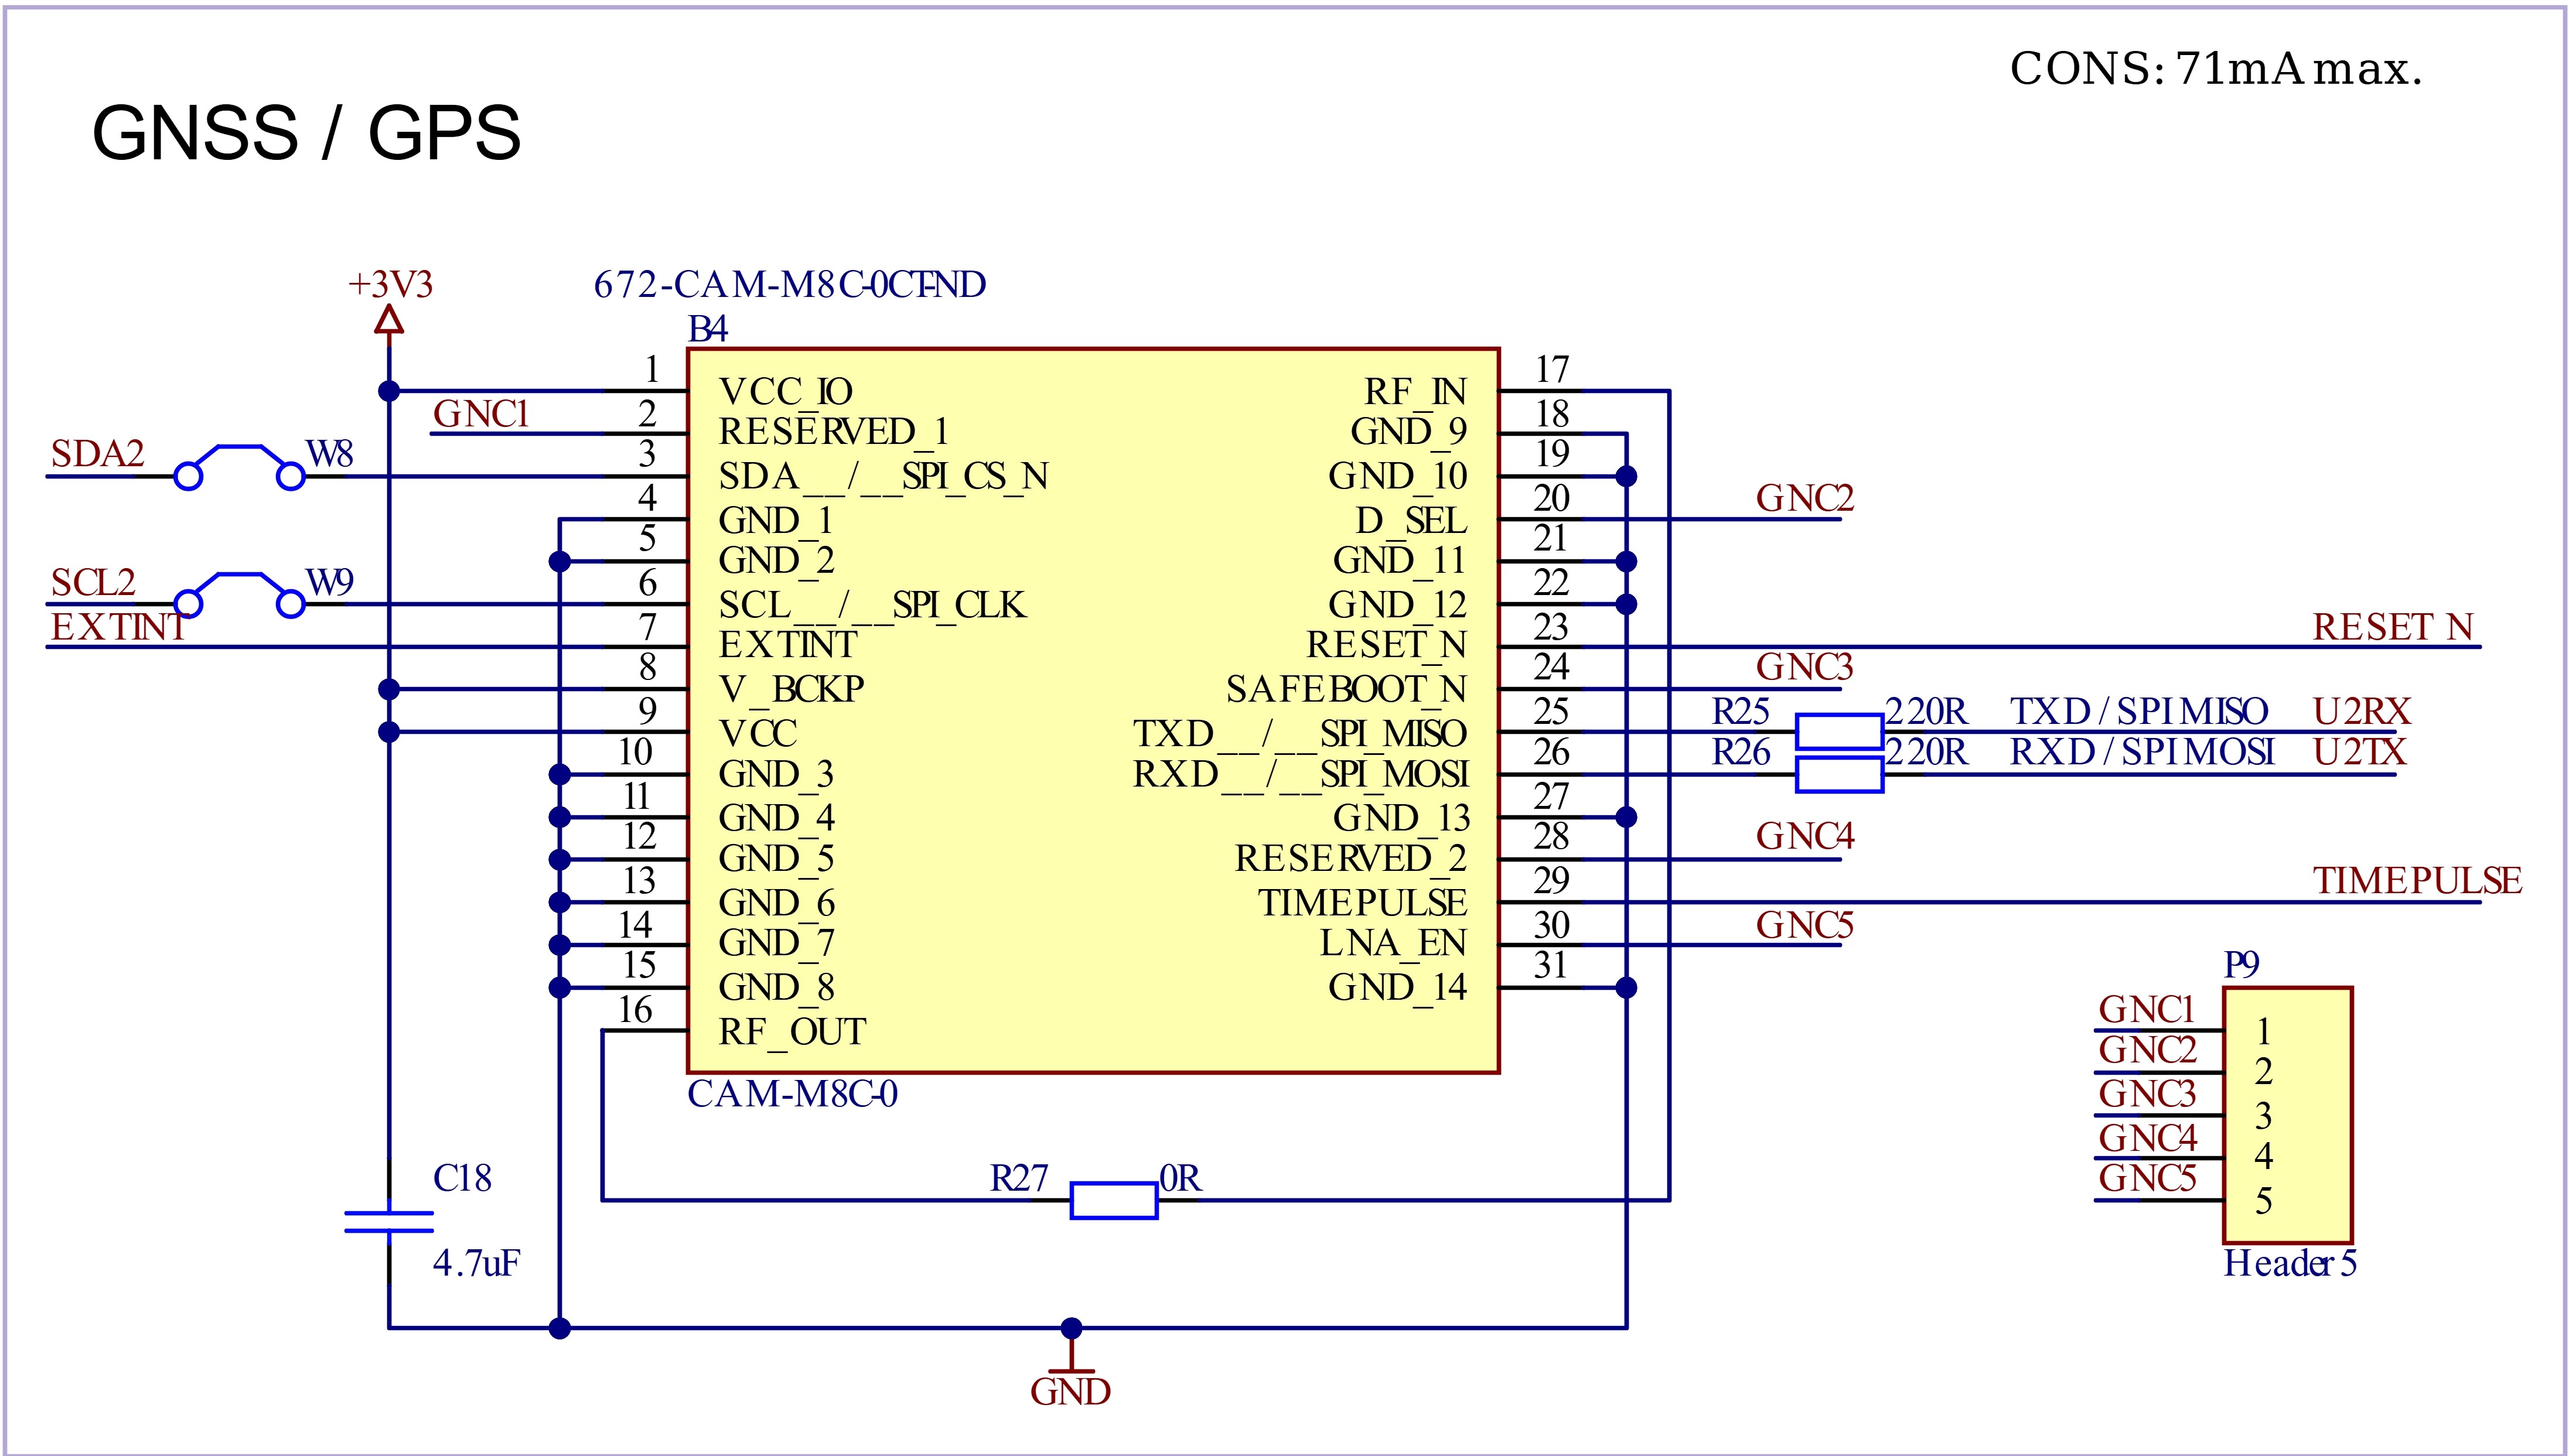 CONS: 71mA max.
GNSS / GPS
+3V3
672-CAM-M8C-0CT-ND
B4
1 VCC_IO
GNC1 2 RESERVED_1
SDA2 W8 3 SDA__/__SPI_CS_N
4 GND_1
5 GND_2
SCL2 W9 6 SCL__/__SPI_CLK
EXTINT 7 EXTINT
8 V_BCKP
9 VCC
10 GND_3
11 GND_4
12 GND_5
13 GND_6
14 GND_7
15 GND_8
16 RF_OUT
RF_IN 17
GND_9 18
GND_10 19
D_SEL 20 GNC2
GND_11 21
GND_12 22
RESET_N 23 RESET N
SAFEBOOT_N 24 GNC3
TXD__/__SPI_MISO 25 R25 220R TXD / SPI MISO U2RX
RXD__/__SPI_MOSI 26 R26 220R RXD / SPI MOSI U2TX
GND_13 27
RESERVED_2 28 GNC4
TIMEPULSE 29 TIMEPULSE
LNA_EN 30 GNC5
GND_14 31
CAM-M8C-0
P9
GNC1 1
GNC2 2
GNC3 3
GNC4 4
GNC5 5
Header 5
C18
4.7uF
R27 0R
GND